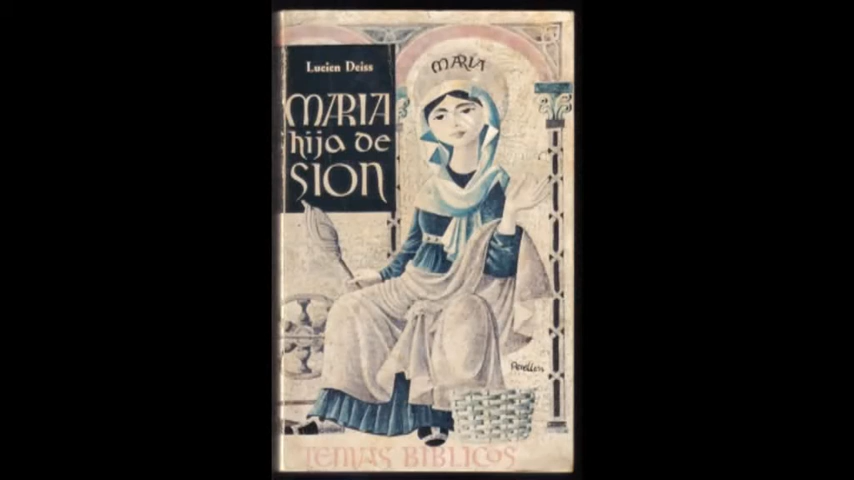 Lucien Deiss
MARIA
hija de
SION
MARIA
TEMAS BIBLICOS